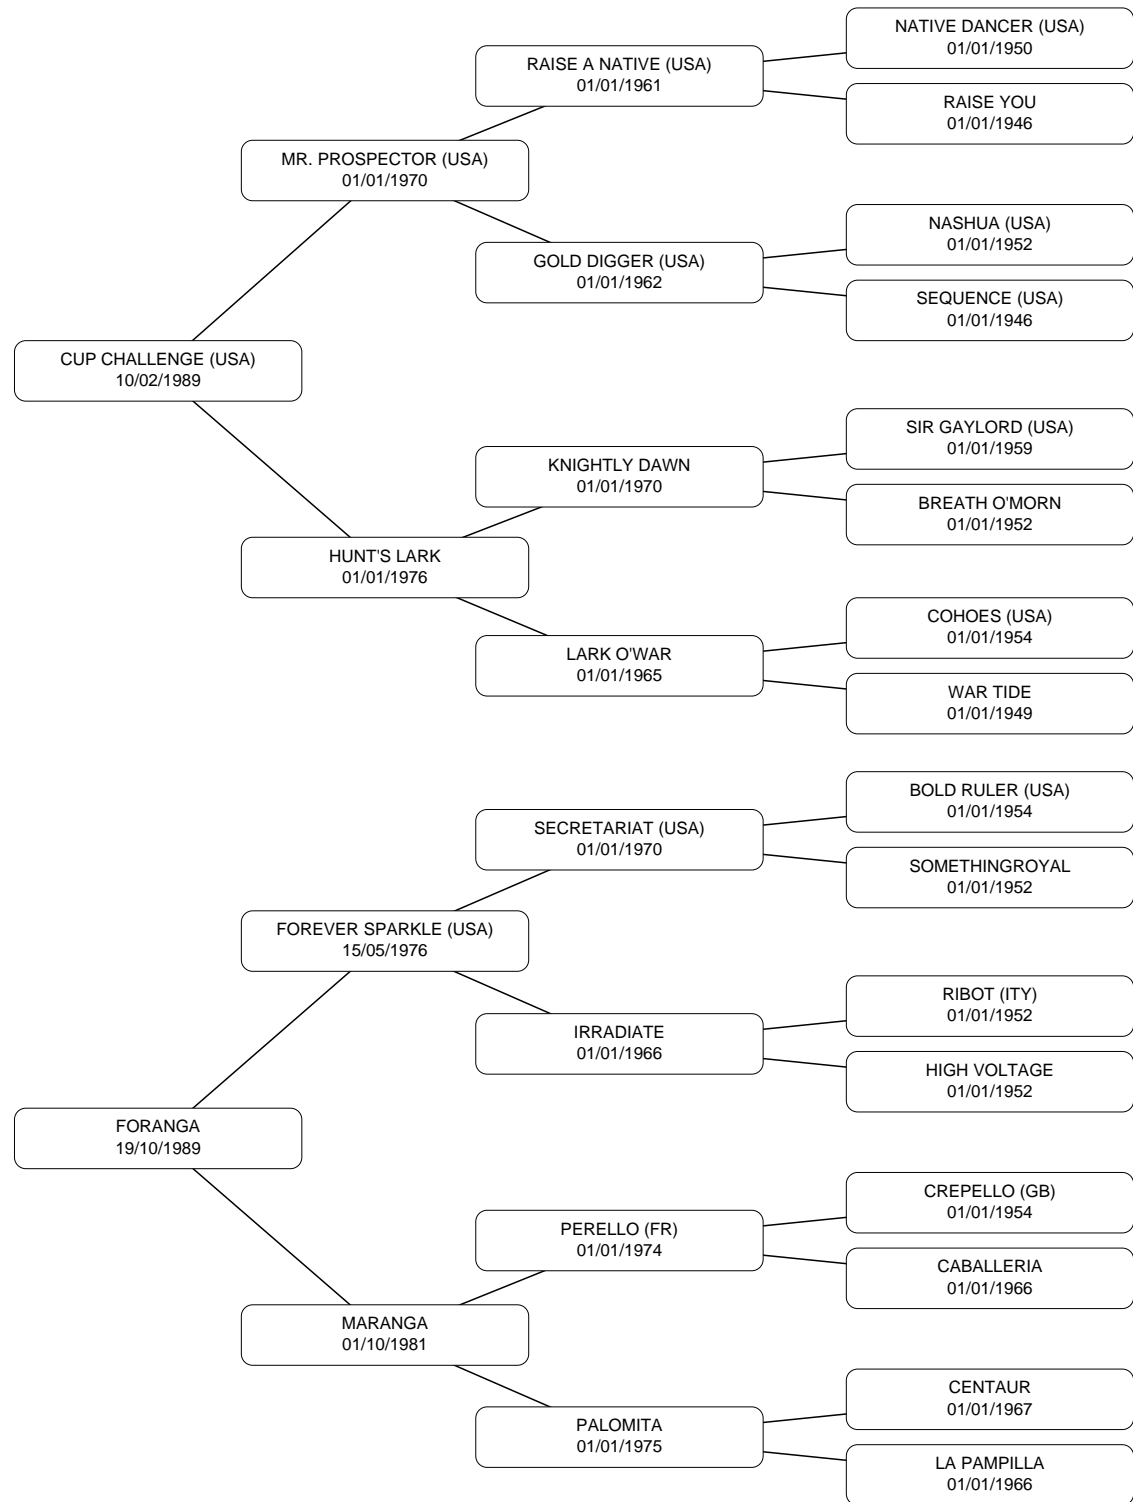 NATIVE DANCER (USA)
01/01/1950
RAISE A NATIVE (USA)
01/01/1961
RAISE YOU
01/01/1946
MR. PROSPECTOR (USA)
01/01/1970
NASHUA (USA)
01/01/1952
GOLD DIGGER (USA)
01/01/1962
SEQUENCE (USA)
01/01/1946
CUP CHALLENGE (USA)
10/02/1989
SIR GAYLORD (USA)
01/01/1959
KNIGHTLY DAWN
01/01/1970
BREATH O'MORN
01/01/1952
HUNT'S LARK
01/01/1976
COHOES (USA)
01/01/1954
LARK O'WAR
01/01/1965
WAR TIDE
01/01/1949
BOLD RULER (USA)
01/01/1954
SECRETARIAT (USA)
01/01/1970
SOMETHINGROYAL
01/01/1952
FOREVER SPARKLE (USA)
15/05/1976
RIBOT (ITY)
01/01/1952
IRRADIATE
01/01/1966
HIGH VOLTAGE
01/01/1952
FORANGA
19/10/1989
CREPELLO (GB)
01/01/1954
PERELLO (FR)
01/01/1974
CABALLERIA
01/01/1966
MARANGA
01/10/1981
CENTAUR
01/01/1967
PALOMITA
01/01/1975
LA PAMPILLA
01/01/1966